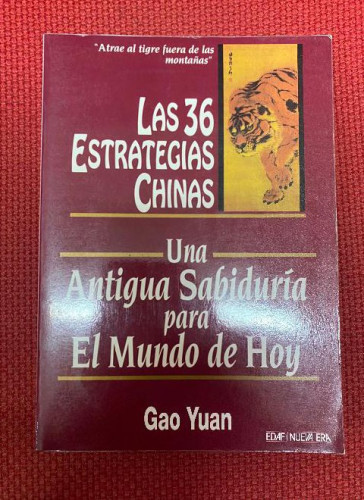 "Atrae al tigre fuera de las
montañas"
LAS 36
ESTRATEGIAS
CHINAS
Una
Antigua Sabiduría
para
El Mundo de Hoy
Gao Yuan
EDAF | NUEVA ERA